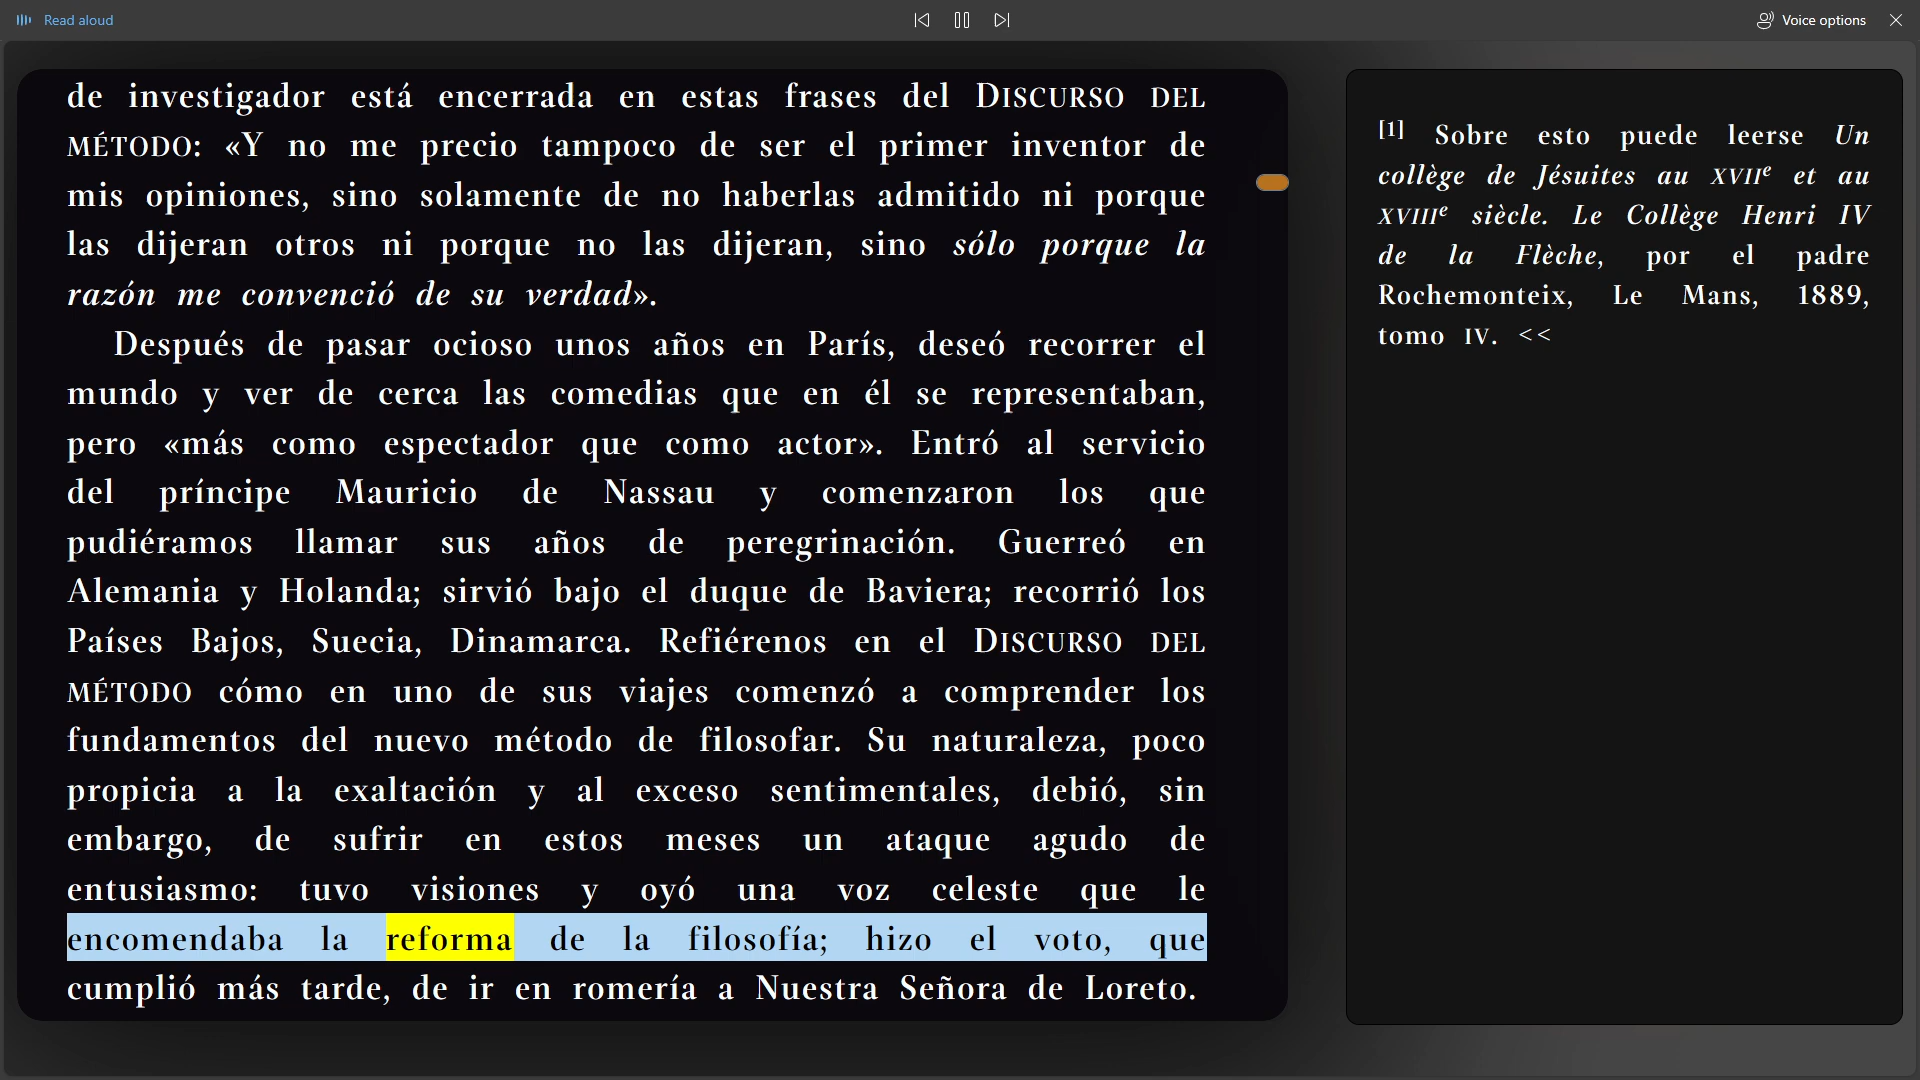 Read aloud
Voice options
de investigador está encerrada en estas frases del DISCURSO DEL
MÉTODO: «Y no me precio tampoco de ser el primer inventor de
mis opiniones, sino solamente de no haberlas admitido ni porque
las dijeran otros ni porque no las dijeran, sino sólo porque la
razón me convenció de su verdad».
Después de pasar ocioso unos años en París, deseó recorrer el
mundo y ver de cerca las comedias que en él se representaban,
pero «más como espectador que como actor». Entró al servicio
del príncipe Mauricio de Nassau y comenzaron los que
pudiéramos llamar sus años de peregrinación. Guerreó en
Alemania y Holanda; sirvió bajo el duque de Baviera; recorrió los
Países Bajos, Suecia, Dinamarca. Refiérenos en el DISCURSO DEL
MÉTODO cómo en uno de sus viajes comenzó a comprender los
fundamentos del nuevo método de filosofar. Su naturaleza, poco
propicia a la exaltación y al exceso sentimentales, debió, sin
embargo, de sufrir en estos meses un ataque agudo de
entusiasmo: tuvo visiones y oyó una voz celeste que le
encomendaba la reforma de la filosofía; hizo el voto, que
cumplió más tarde, de ir en romería a Nuestra Señora de Loreto.
[1] Sobre esto puede leerse Un
collège de Jésuites au XVIIe et au
XVIIIe siècle. Le Collège Henri IV
de la Flèche, por el padre
Rochemonteix, Le Mans, 1889,
tomo IV. <<